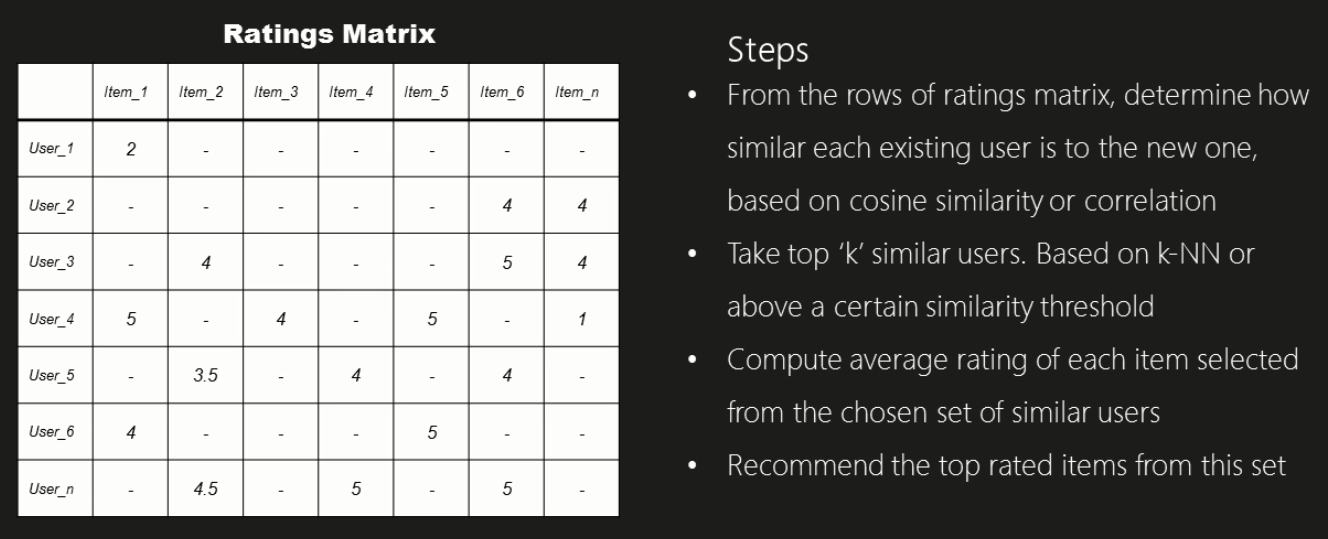 Ratings Matrix
Item_1 Item_2 Item_3 Item_4 Item_5 Item_6 Item_n
User_1 2 - - - - - -
User_2 - - - - - 4 4
User_3 - 4 - - - 5 4
User_4 5 - 4 - 5 - 1
User_5 - 3.5 - 4 - 4 -
User_6 4 - - - 5 - -
User_n - 4.5 - 5 - 5 -
Steps
• From the rows of ratings matrix, determine how
similar each existing user is to the new one,
based on cosine similarity or correlation
• Take top ‘k’ similar users. Based on k-NN or
above a certain similarity threshold
• Compute average rating of each item selected
from the chosen set of similar users
• Recommend the top rated items from this set